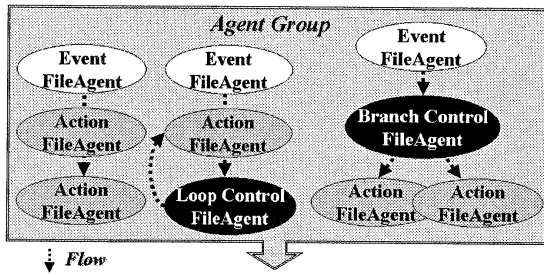 Agent Group
Event
FileAgent
Action
FileAgent
Action
FileAgent
Event
FileAgent
Action
FileAgent
Loop Control
FileAgent
Event
FileAgent
Branch Control
FileAgent
Action
FileAgent
Action
FileAgent
Flow